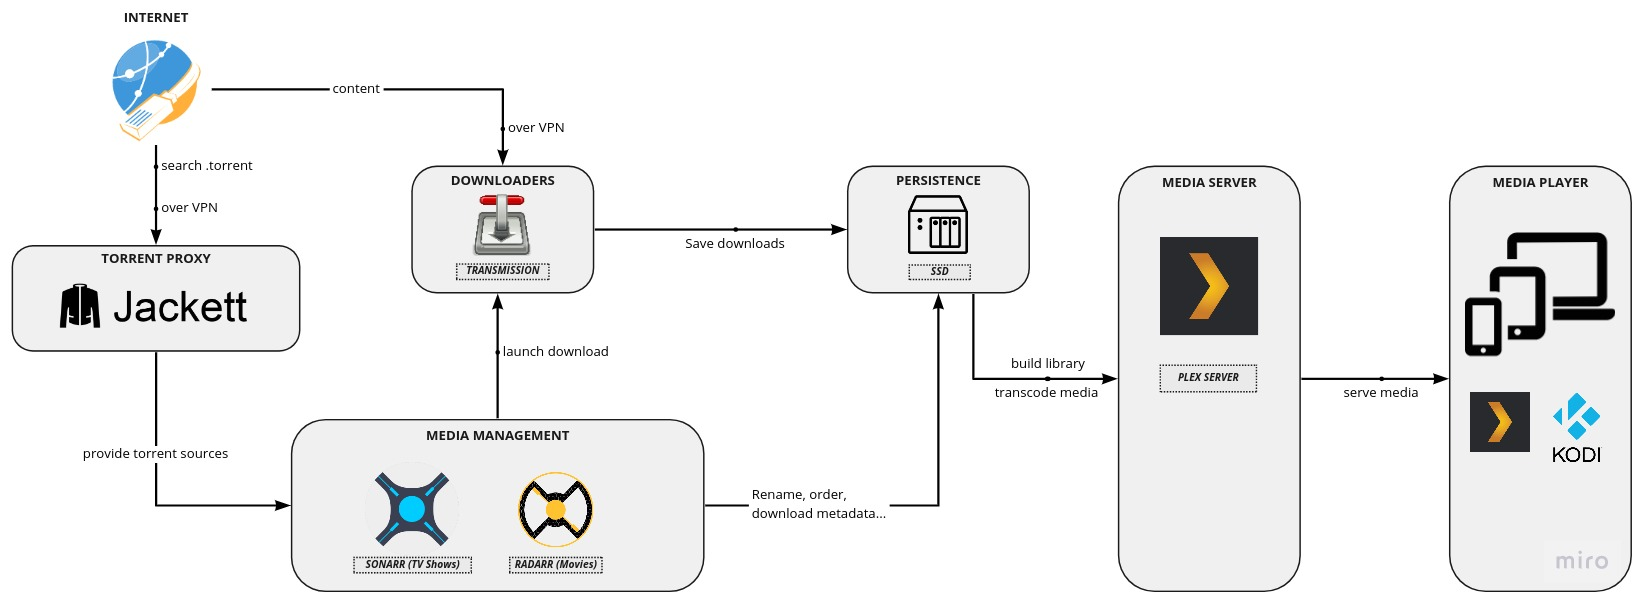 INTERNET
content
over VPN
search .torrent
over VPN
TORRENT PROXY
Jackett
DOWNLOADERS
TRANSMISSION
Save downloads
PERSISTENCE
SSD
launch download
provide torrent sources
MEDIA MANAGEMENT
SONARR (TV Shows)
RADARR (Movies)
Rename, order,
download metadata...
build library
transcode media
MEDIA SERVER
PLEX SERVER
serve media
MEDIA PLAYER
KODI
miro